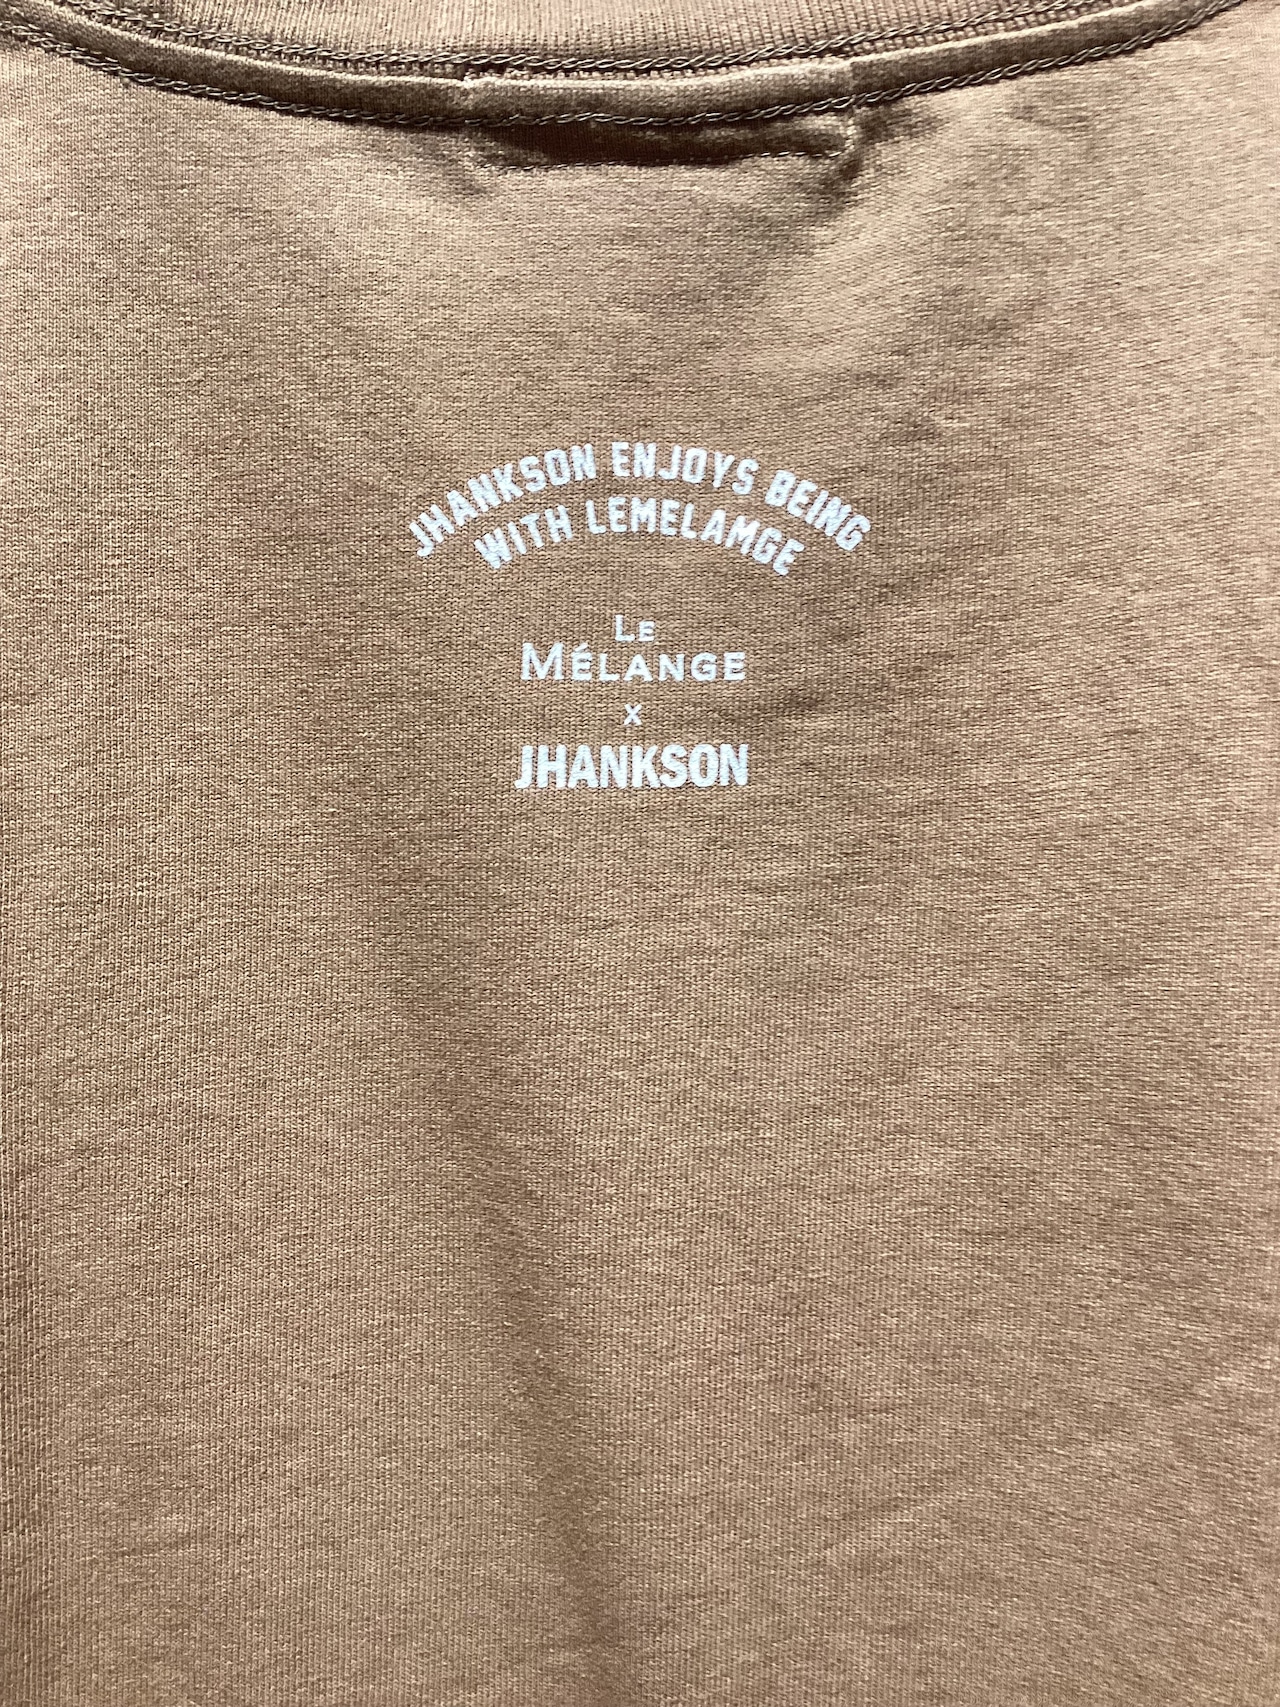 JHANKSON ENJOYS BEING
WITH LEMELAMGE
LE
MÉLANGE
x
JHANKSON